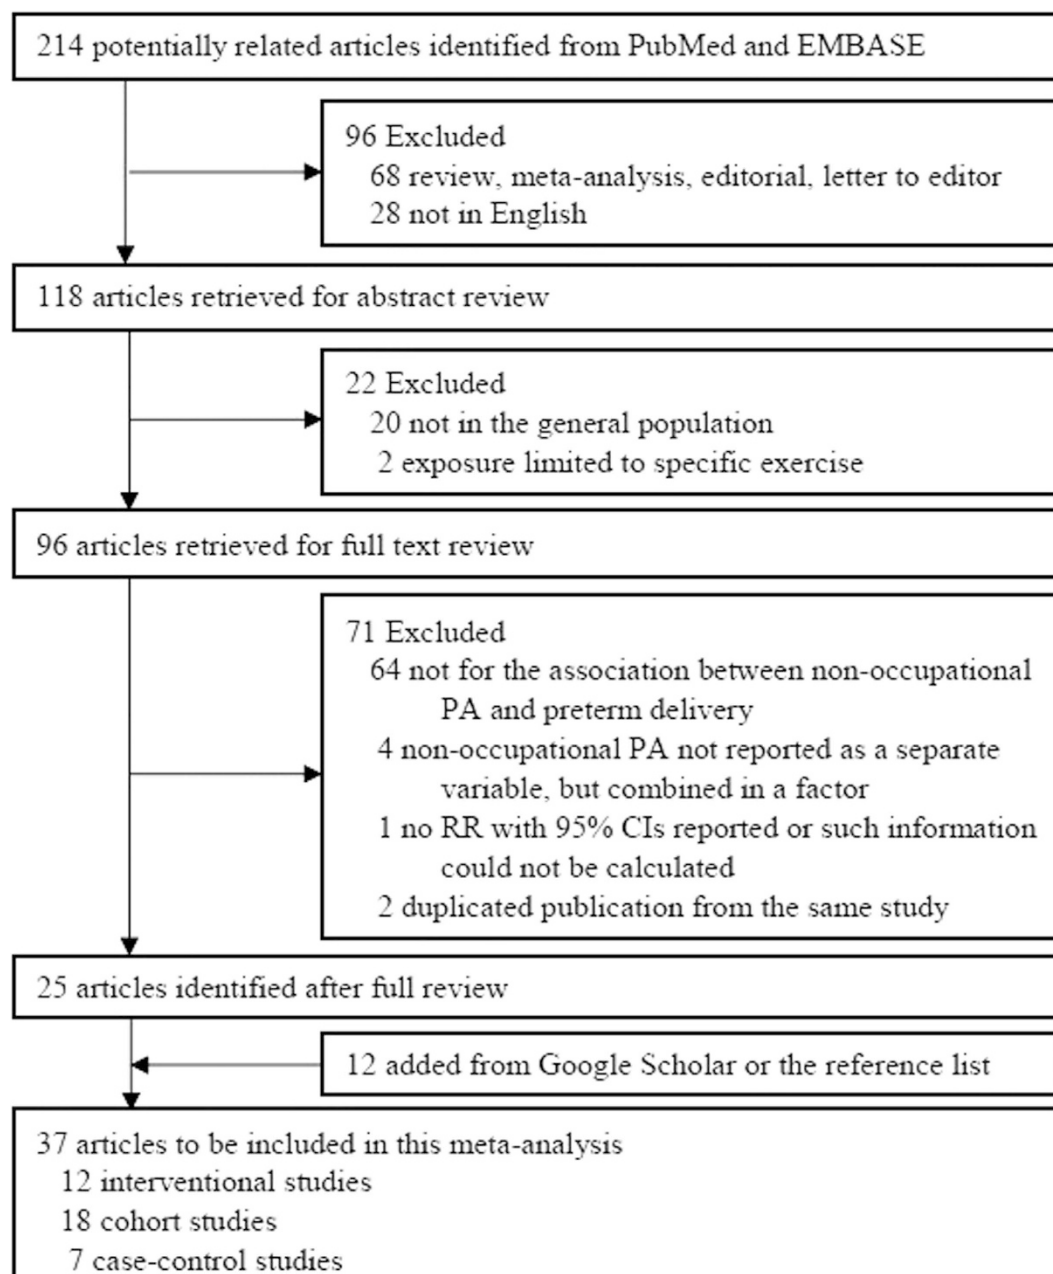 214 potentially related articles identified from PubMed and EMBASE
96 Excluded
68 review, meta-analysis, editorial, letter to editor
28 not in English
118 articles retrieved for abstract review
22 Excluded
20 not in the general population
2 exposure limited to specific exercise
96 articles retrieved for full text review
71 Excluded
64 not for the association between non-occupational
PA and preterm delivery
4 non-occupational PA not reported as a separate
variable, but combined in a factor
1 no RR with 95% CIs reported or such information
could not be calculated
2 duplicated publication from the same study
25 articles identified after full review
12 added from Google Scholar or the reference list
37 articles to be included in this meta-analysis
12 interventional studies
18 cohort studies
7 case-control studies